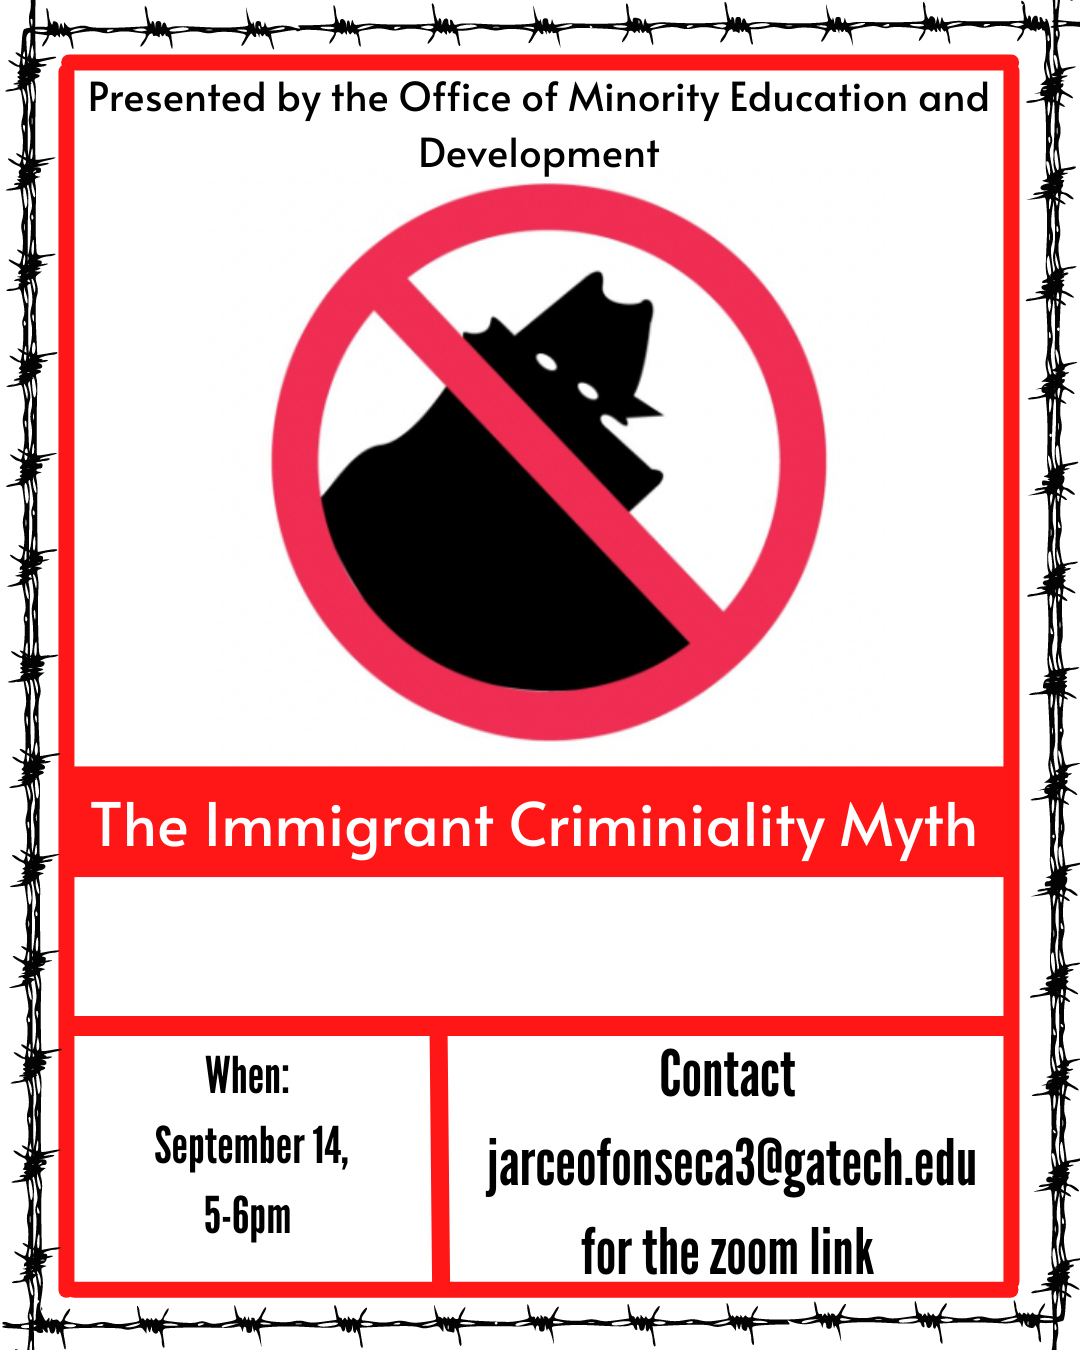 Presented by the Office of Minority Education and
Development
The Immigrant Criminiality Myth
When:
September 14,
5-6pm
Contact
jarceofonseca3@gatech.edu
for the zoom link